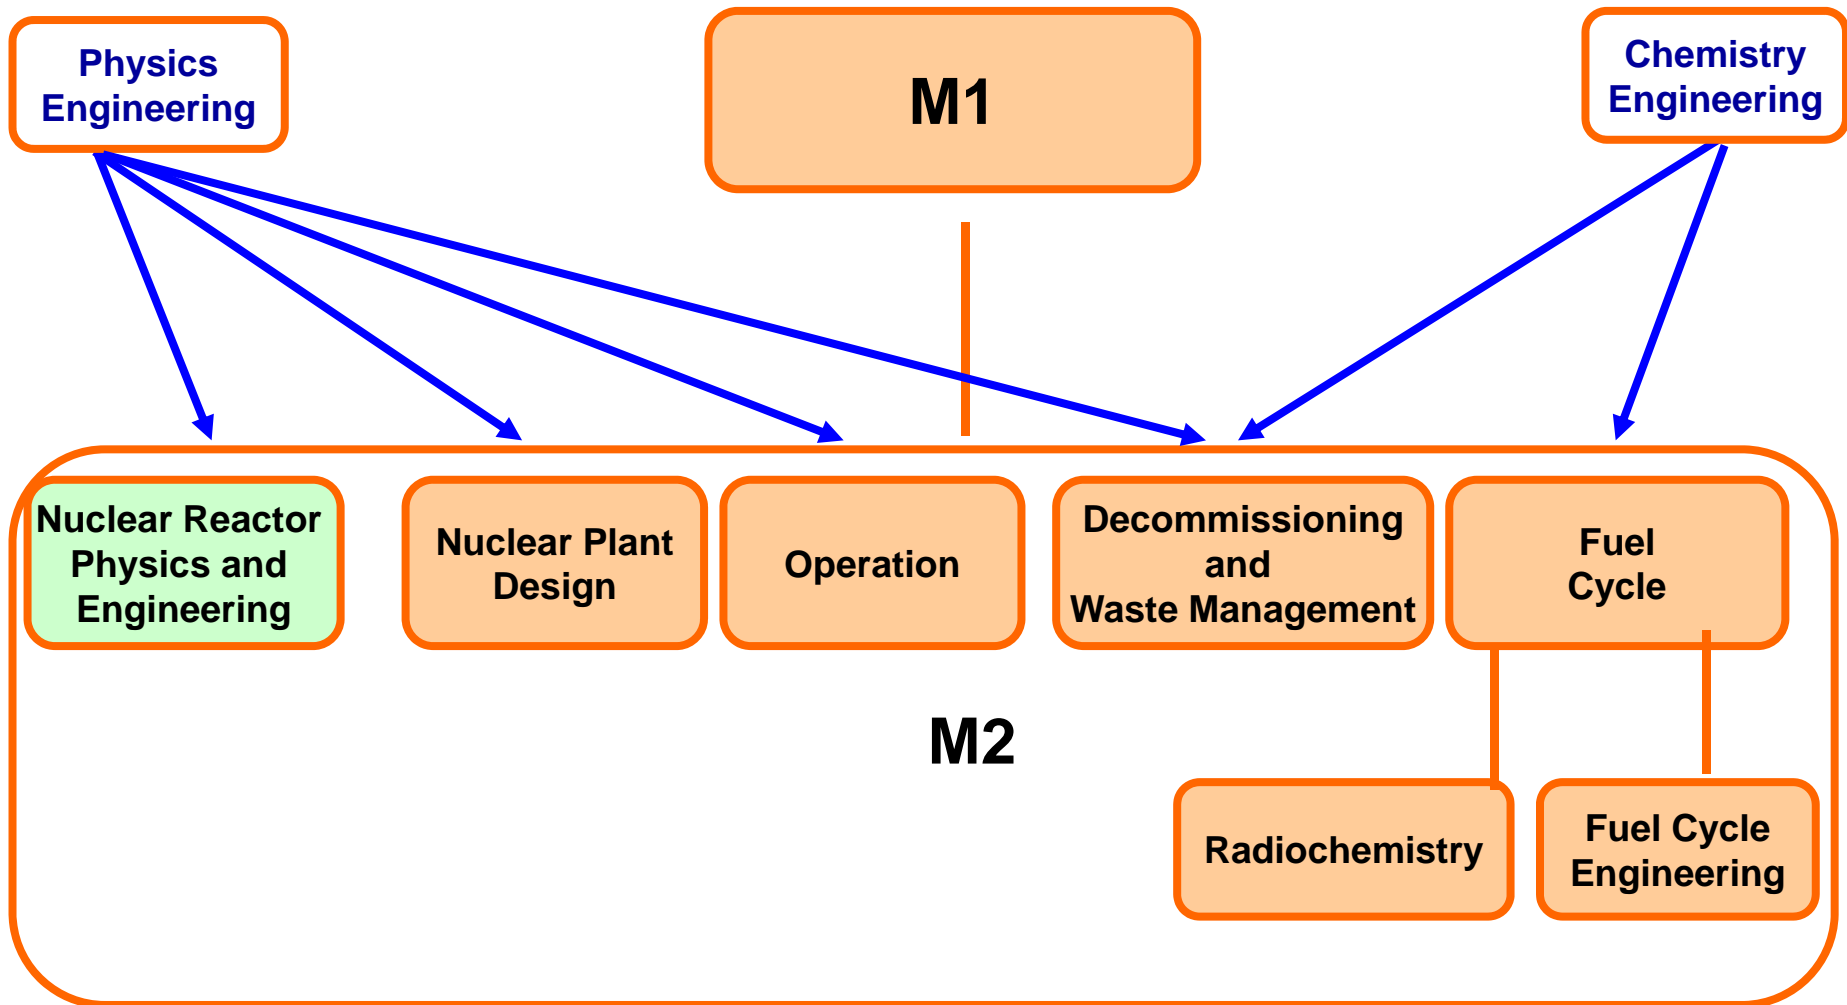 Physics
Engineering
M1
Chemistry
Engineering
Nuclear Reactor
Physics and
Engineering
Nuclear Plant
Design
Operation
Decommissioning
and
Waste Management
Fuel
Cycle
M2
Radiochemistry
Fuel Cycle
Engineering